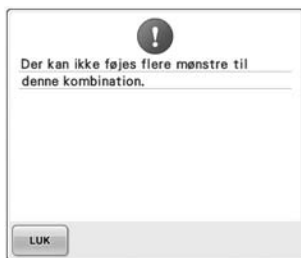 Der kan ikke føjes flere mønstre til
denne kombination.
LUK